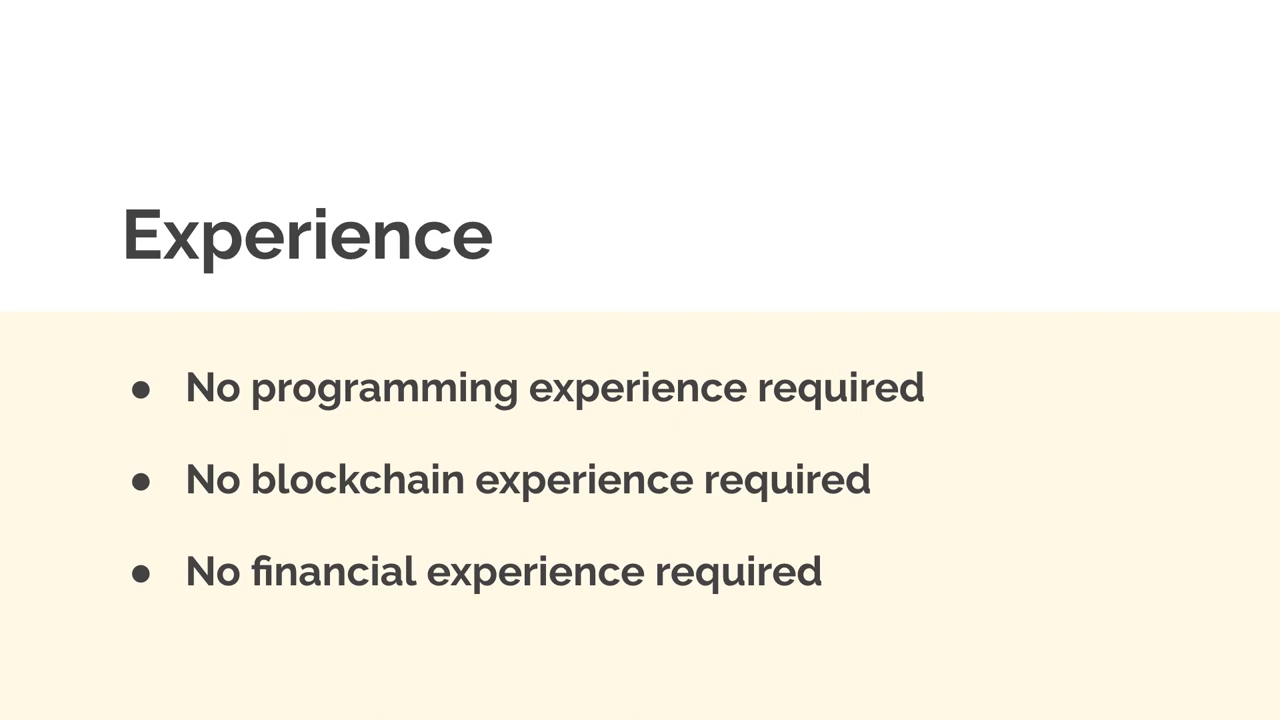 Experience
● No programming experience required
● No blockchain experience required
● No financial experience required